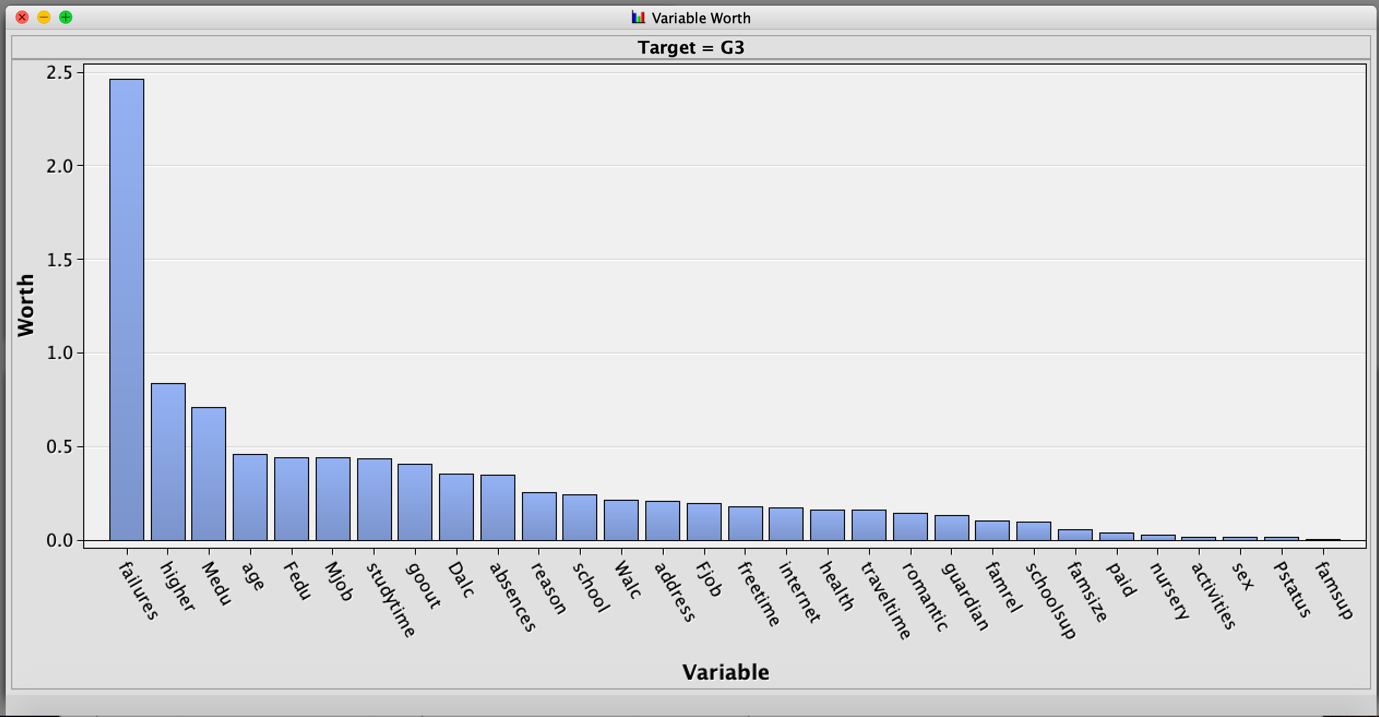 Variable Worth
Target = G3
2.5
2.0
1.5
1.0
0.5
0.0
Worth
failures
higher
Medu
age
Fedu
Mjob
studytime
goout
Dalc
absences
reason
school
Walc
address
Fjob
freetime
internet
health
traveltime
romantic
guardian
famrel
schoolsup
famsize
paid
nursery
activities
sex
Pstatus
famsup
Variable